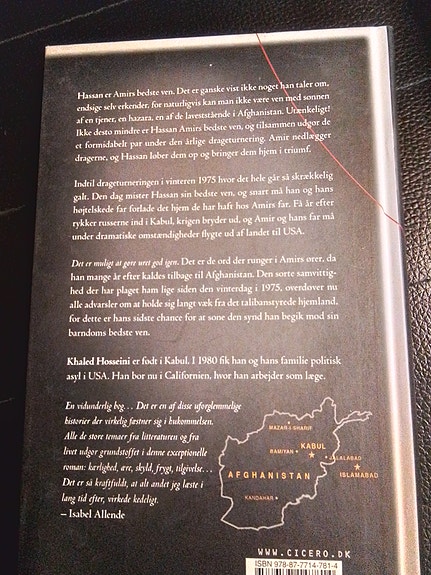 Hassan er Amirs bedste ven. Det er ganske vist ikke noget han taler om,
endsige selv erkender, for naturligvis kan man ikke være ven med sønnen
af en tjener, en hazara, en af de laveststående i Afghanistan. Utænkeligt!
Ikke desto mindre er Hassan Amirs bedste ven, og tilsammen udgør de
et formidabelt par under den årlige drageturnering. Amir nedlægger
dragerne, og Hassan løber dem op og bringer dem hjem i triumf.
Indtil drageturneringen i vinteren 1975 hvor det hele går så skrækkelig
galt. Den dag mister Hassan sin bedste ven, og snart må han og hans
højtelskede far forlade det hjem de har haft hos Amirs far. Få år efter
rykker russerne ind i Kabul, krigen bryder ud, og Amir og hans far må
under dramatiske omstændigheder flygte ud af landet til USA.
Det er muligt at gøre uret god igen. Det er de ord der runger i Amirs ører, da
han mange år efter kaldes tilbage til Afghanistan. Den sorte samvittig-
hed der har plaget ham lige siden den vinterdag i 1975, overdøver nu
alle advarsler om at holde sig langt væk fra det talibanstyrede hjemland,
for dette er hans sidste chance for at sone den synd han begik mod sin
barndoms bedste ven.
Khaled Hosseini er født i Kabul. I 1980 fik han og hans familie politisk
asyl i USA. Han bor nu i Californien, hvor han arbejder som læge.
En vidunderlig bog... Det er en af disse uforglemmelige
historier der virkelig fæstner sig i hukommelsen.
Alle de store temaer fra litteraturen og fra
livet udgør grundstoffet i denne exceptionelle
roman: kærlighed, ære, skyld, frygt, tilgivelse...
Det er så kraftfuldt, at alt andet jeg læste i
lang tid efter, virkede kedeligt.
– Isabel Allende
MAZAR-I-SHARIF
KABUL
BAMIYAN
JALALABAD
ISLAMABAD
AFGHANISTAN
KANDAHAR
WWW.CICERO.DK
ISBN 978-87-7714-781-4